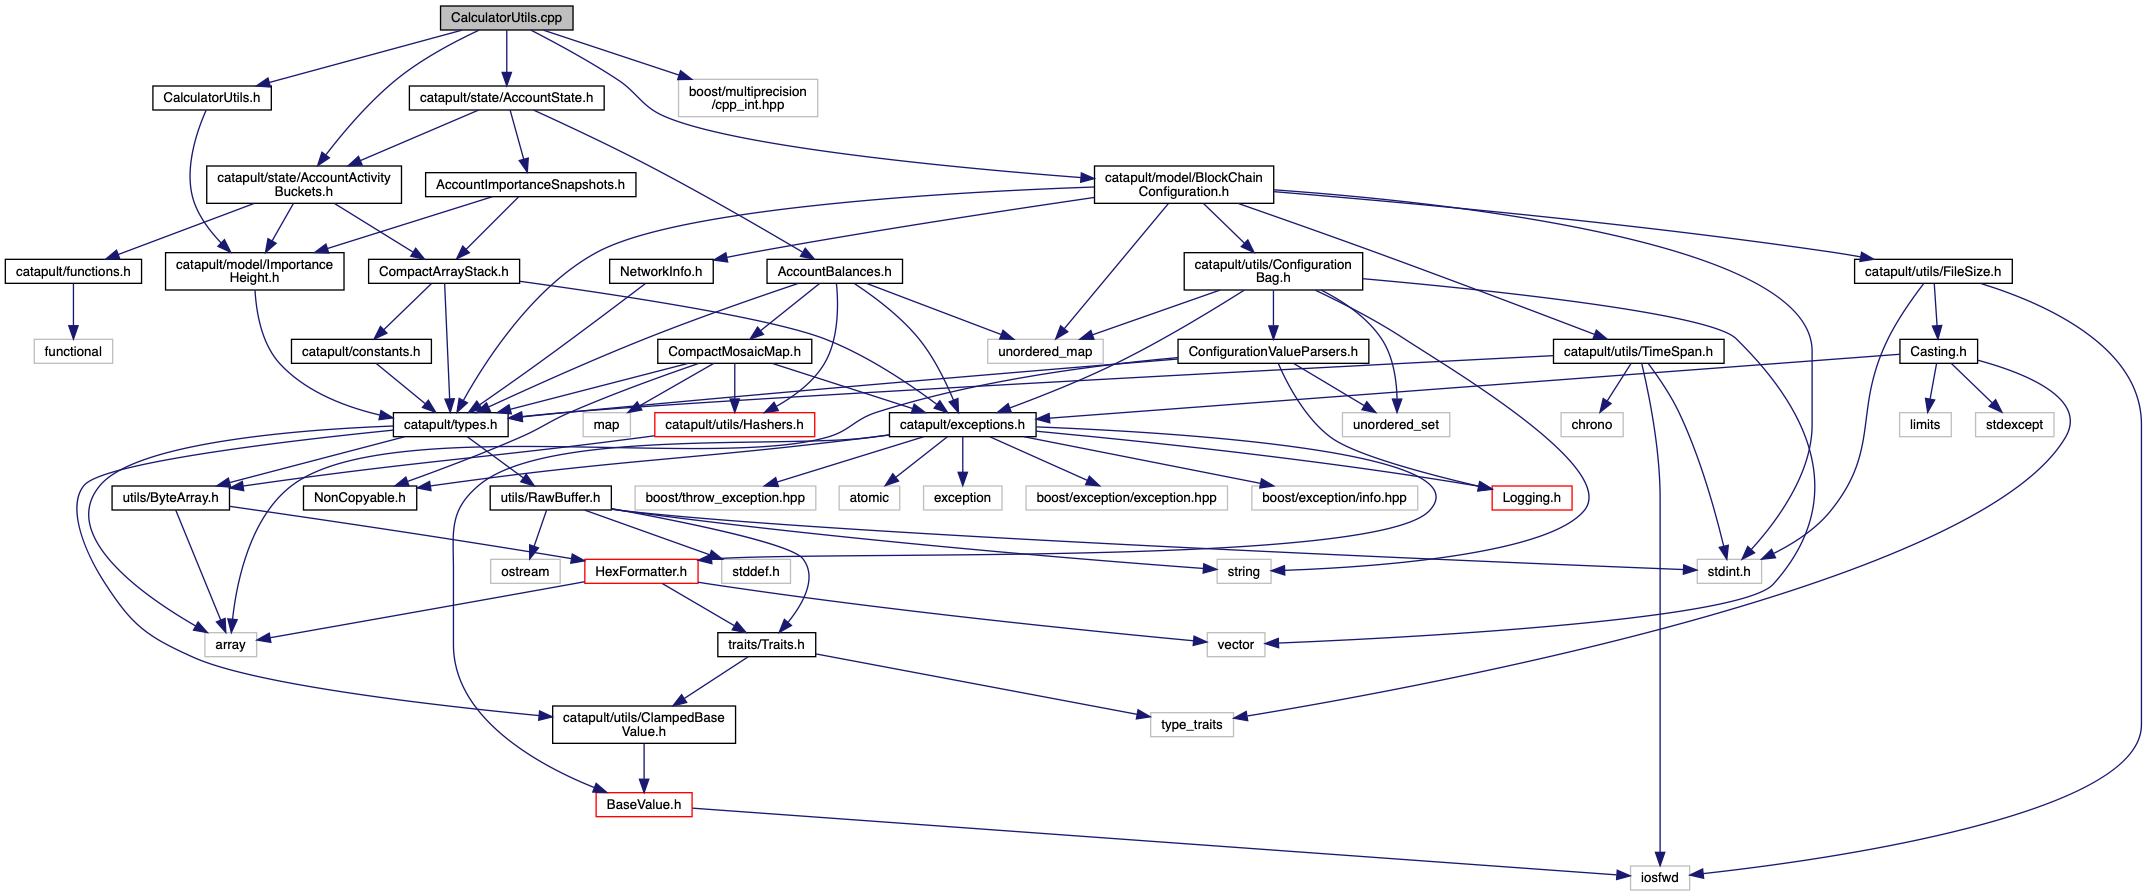 CalculatorUtils.cpp
CalculatorUtils.h
catapult/state/AccountState.h
boost/multiprecision
/cpp_int.hpp
catapult/state/AccountActivity
Buckets.h
AccountImportanceSnapshots.h
catapult/model/BlockChain
Configuration.h
catapult/functions.h
catapult/model/Importance
Height.h
CompactArrayStack.h
NetworkInfo.h
AccountBalances.h
catapult/utils/Configuration
Bag.h
catapult/utils/FileSize.h
functional
catapult/constants.h
CompactMosaicMap.h
unordered_map
ConfigurationValueParsers.h
catapult/utils/TimeSpan.h
Casting.h
catapult/types.h
map
catapult/utils/Hashers.h
catapult/exceptions.h
unordered_set
chrono
limits
stdexcept
utils/ByteArray.h
NonCopyable.h
utils/RawBuffer.h
boost/throw_exception.hpp
atomic
exception
boost/exception/exception.hpp
boost/exception/info.hpp
Logging.h
ostream
HexFormatter.h
stddef.h
string
stdint.h
array
traits/Traits.h
vector
catapult/utils/ClampedBase
Value.h
type_traits
BaseValue.h
iosfwd